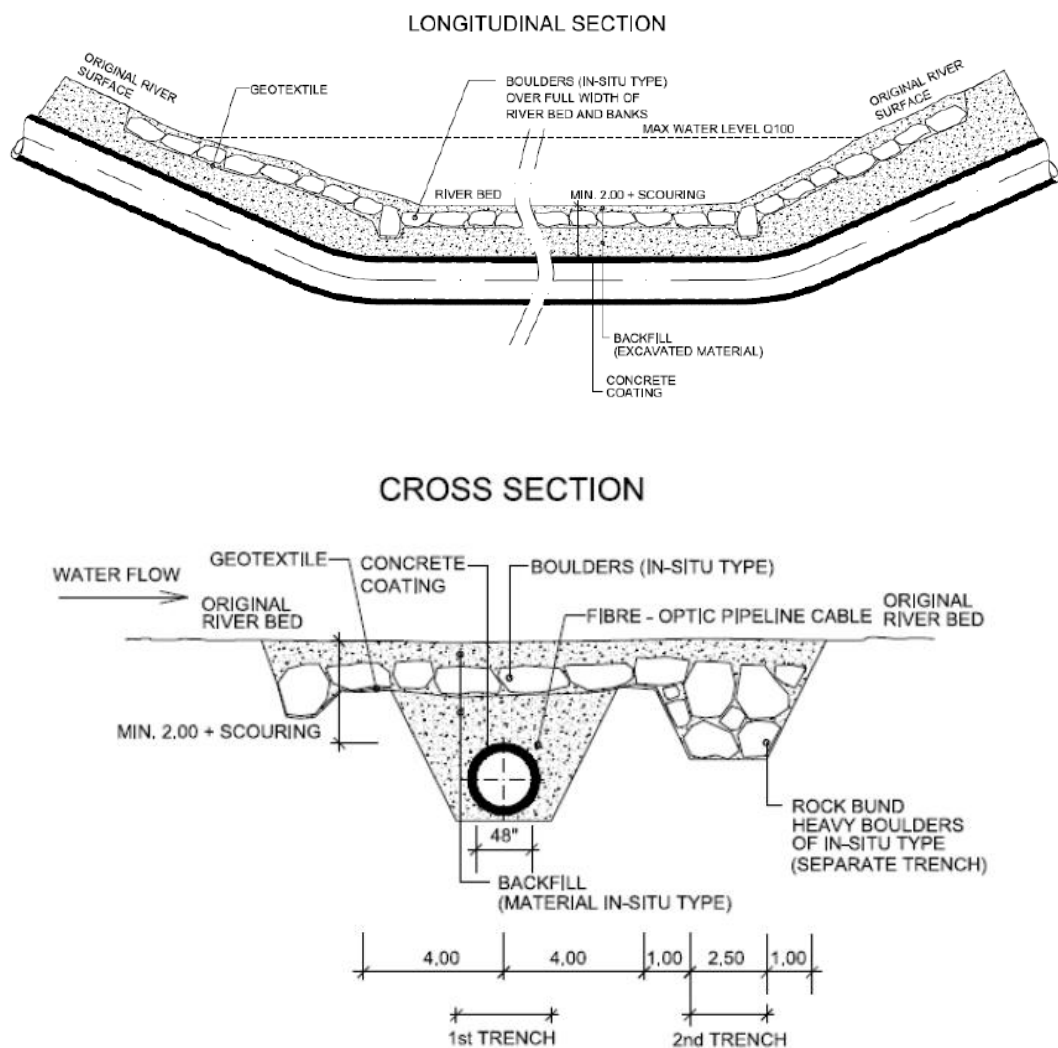 LONGITUDINAL SECTION
ORIGINAL RIVER
SURFACE
GEOTEXTILE
BOULDERS (IN-SITU TYPE)
OVER FULL WIDTH OF
RIVER BED AND BANKS
ORIGINAL RIVER
SURFACE
MAX WATER LEVEL Q100
RIVER BED
MIN. 2.00 + SCOURING
BACKFILL
(EXCAVATED MATERIAL)
CONCRETE
COATING
CROSS SECTION
WATER FLOW
GEOTEXTILE
CONCRETE
COATING
BOULDERS (IN-SITU TYPE)
ORIGINAL
RIVER BED
FIBRE - OPTIC PIPELINE CABLE
ORIGINAL
RIVER BED
MIN. 2.00 + SCOURING
48"
ROCK BUND
HEAVY BOULDERS
OF IN-SITU TYPE
(SEPARATE TRENCH)
BACKFILL
(MATERIAL IN-SITU TYPE)
4,00 4,00 1,00 2,50 1,00
1st TRENCH 2nd TRENCH